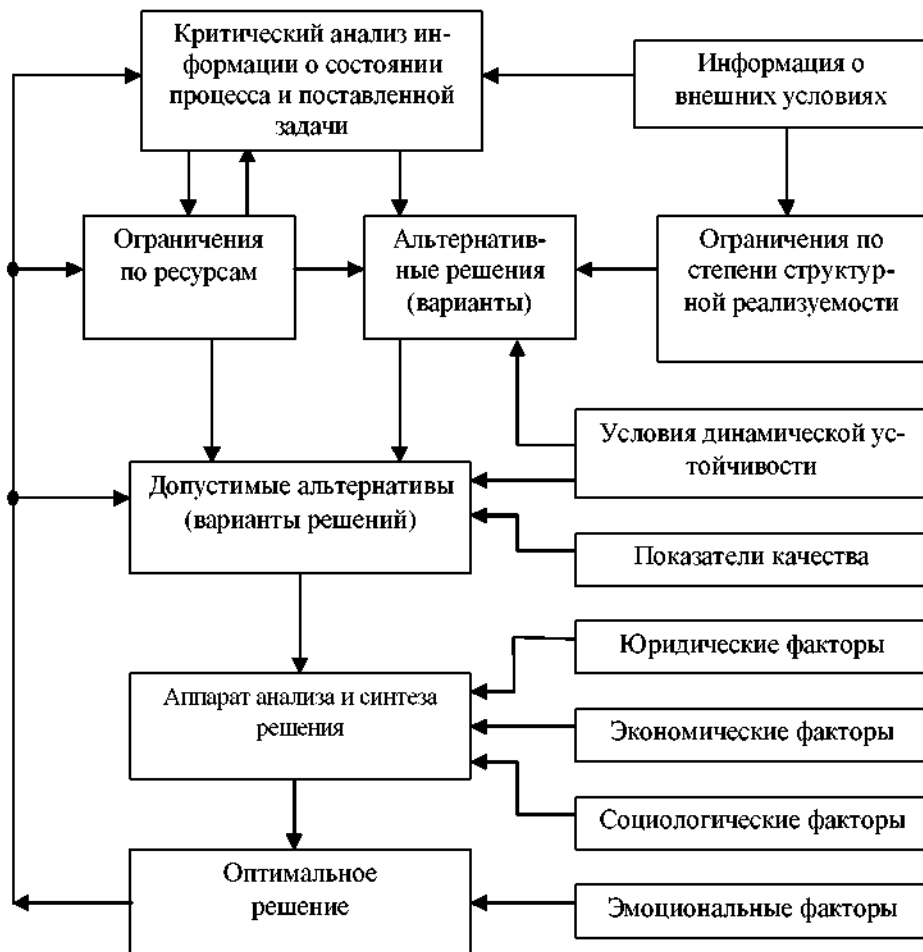 Критический анализ ин-
формации о состоянии
процесса и поставленной
задачи
Информация о
внешних условиях
Ограничения
по ресурсам
Альтернатив-
ные решения
(варианты)
Ограничения по
степени структур-
ной реализуемости
Условия динамической ус-
тойчивости
Допустимые альтернативы
(варианты решений)
Показатели качества
Юридические факторы
Аппарат анализа и синтеза
решения
Экономические факторы
Социологические факторы
Оптимальное
решение
Эмоциональные факторы